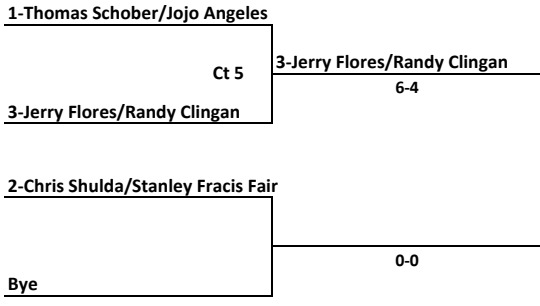 1-Thomas Schober/Jojo Angeles
Ct 5
3-Jerry Flores/Randy Clingan
6-4
3-Jerry Flores/Randy Clingan
2-Chris Shulda/Stanley Fracis Fair
0-0
Bye